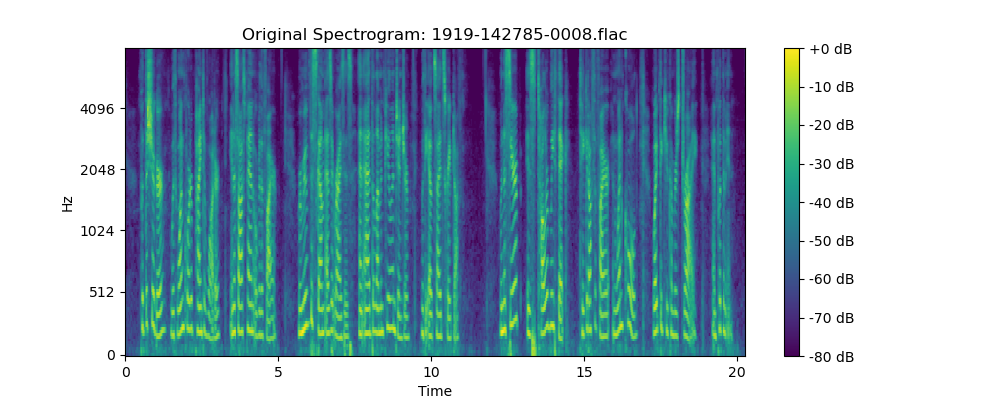 Original Spectrogram: 1919-142785-0008.flac
Hz
4096
2048
1024
512
0
0 5 10 15 20
Time
+0 dB
-10 dB
-20 dB
-30 dB
-40 dB
-50 dB
-60 dB
-70 dB
-80 dB